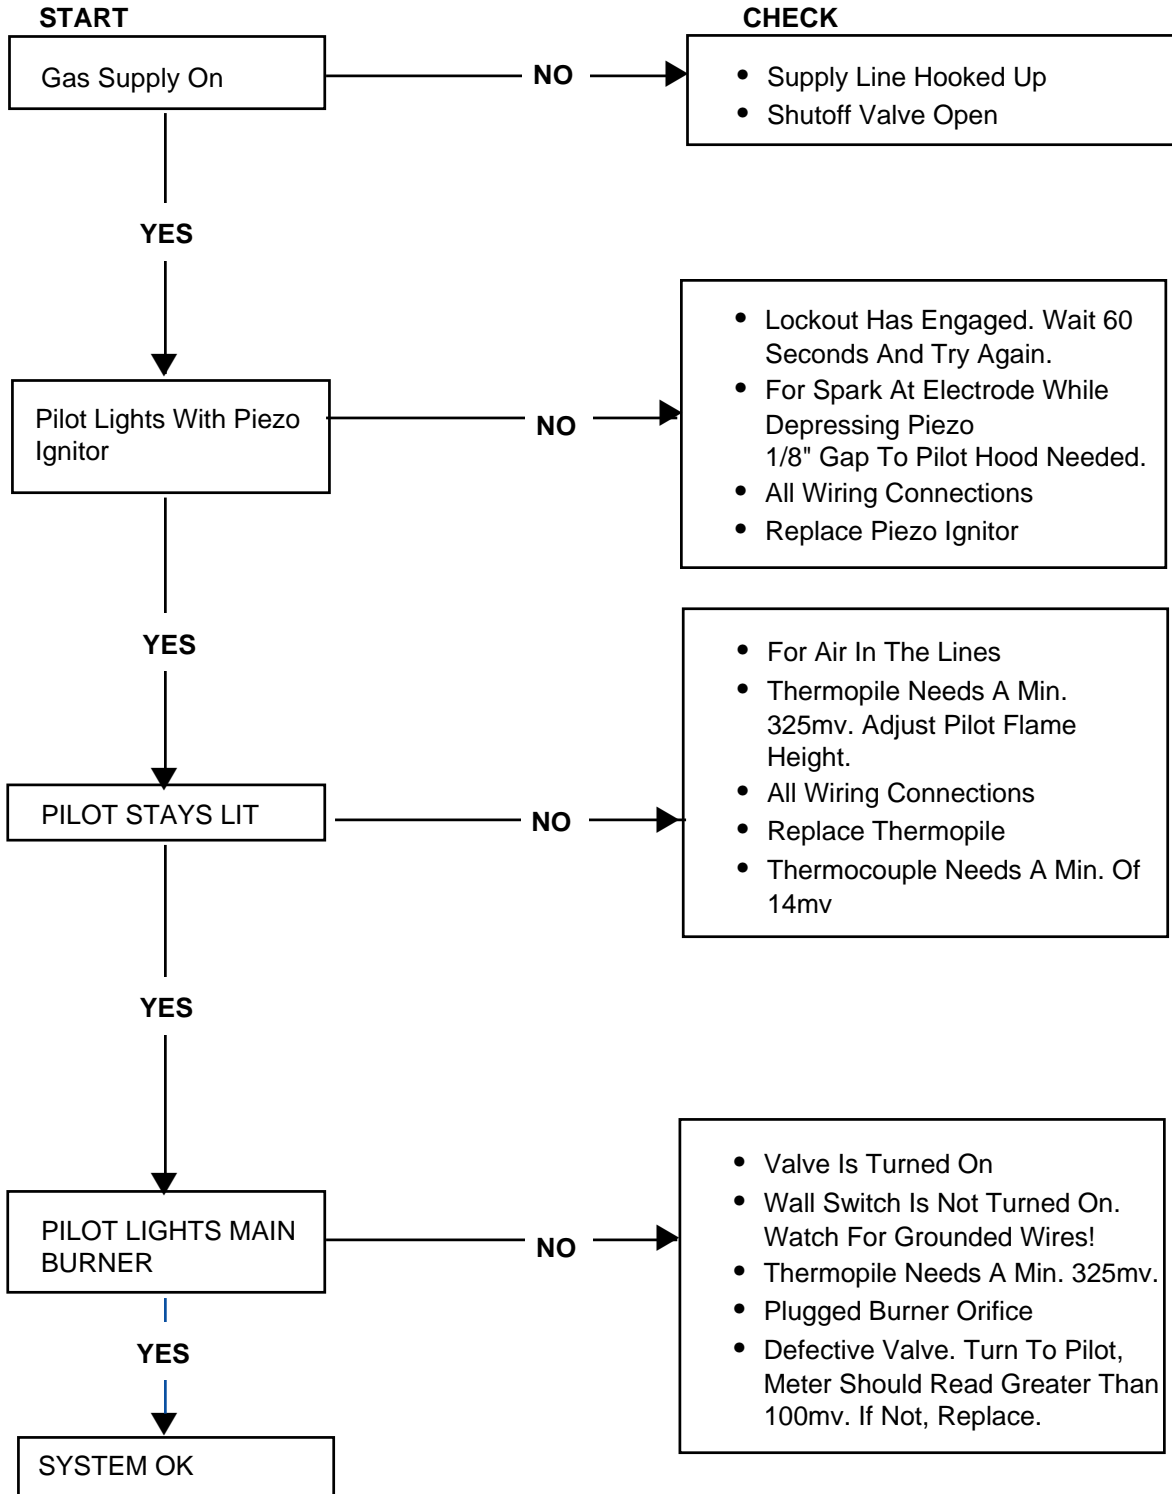 START
CHECK
Gas Supply On
NO
• Supply Line Hooked Up
• Shutoff Valve Open
YES
Pilot Lights With Piezo
Ignitor
NO
• Lockout Has Engaged. Wait 60
Seconds And Try Again.
• For Spark At Electrode While
Depressing Piezo
1/8" Gap To Pilot Hood Needed.
• All Wiring Connections
• Replace Piezo Ignitor
YES
PILOT STAYS LIT
NO
• For Air In The Lines
• Thermopile Needs A Min.
325mv. Adjust Pilot Flame
Height.
• All Wiring Connections
• Replace Thermopile
• Thermocouple Needs A Min. Of
14mv
YES
PILOT LIGHTS MAIN
BURNER
NO
• Valve Is Turned On
• Wall Switch Is Not Turned On.
Watch For Grounded Wires!
• Thermopile Needs A Min. 325mv.
• Plugged Burner Orifice
• Defective Valve. Turn To Pilot,
Meter Should Read Greater Than
100mv. If Not, Replace.
YES
SYSTEM OK